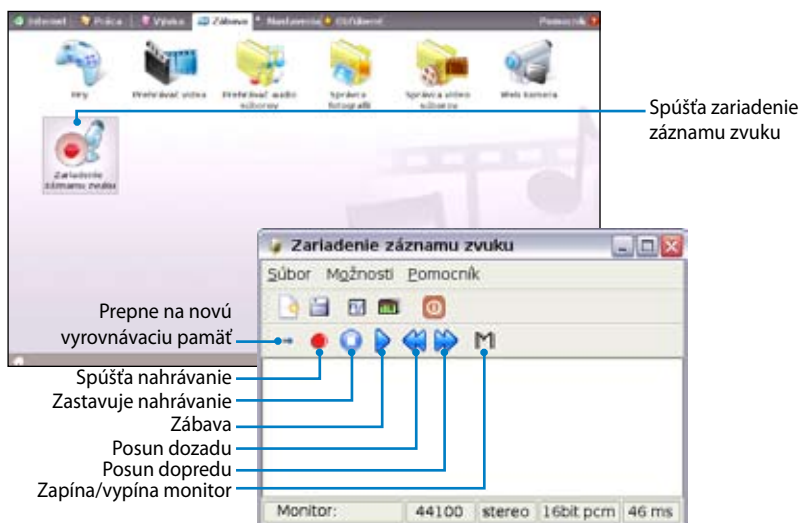 Internet Práca Výuka Zábava Nastavenia Obľúbené Pomocník
Hry
Prehrávač videa
Prehrávač audio
súborov
Správca
fotografií
Správca video
súborov
Web kamera
Zariadenie
záznamu zvuku
Spúšťa zariadenie
záznamu zvuku
Zariadenie záznamu zvuku
Súbor Možnosti Pomocník
Prepne na novú
vyrovnávaciu pamäť
M
Spúšťa nahrávanie
Zastavuje nahrávanie
Zábava
Posun dozadu
Posun dopredu
Zapína/vypína monitor
Monitor: 44100 stereo 16bit pcm 46 ms